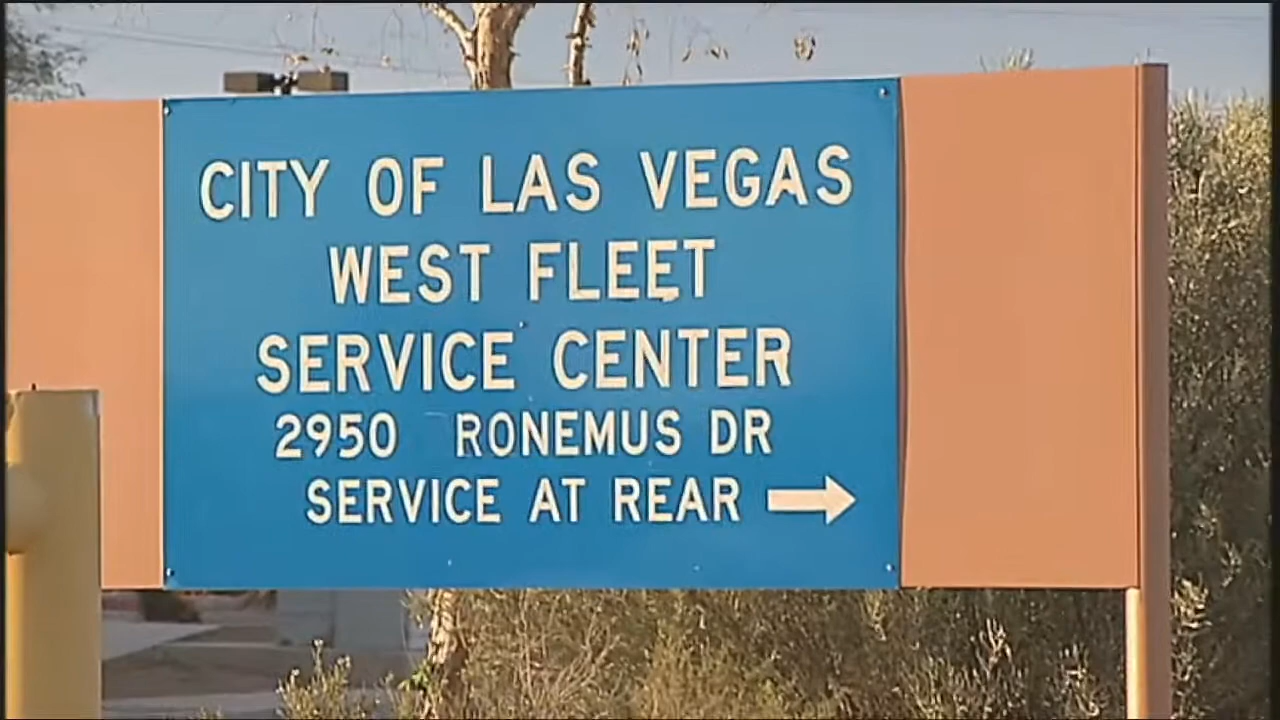 CITY OF LAS VEGAS
WEST FLEET
SERVICE CENTER
2950 RONEMUS DR
SERVICE AT REAR